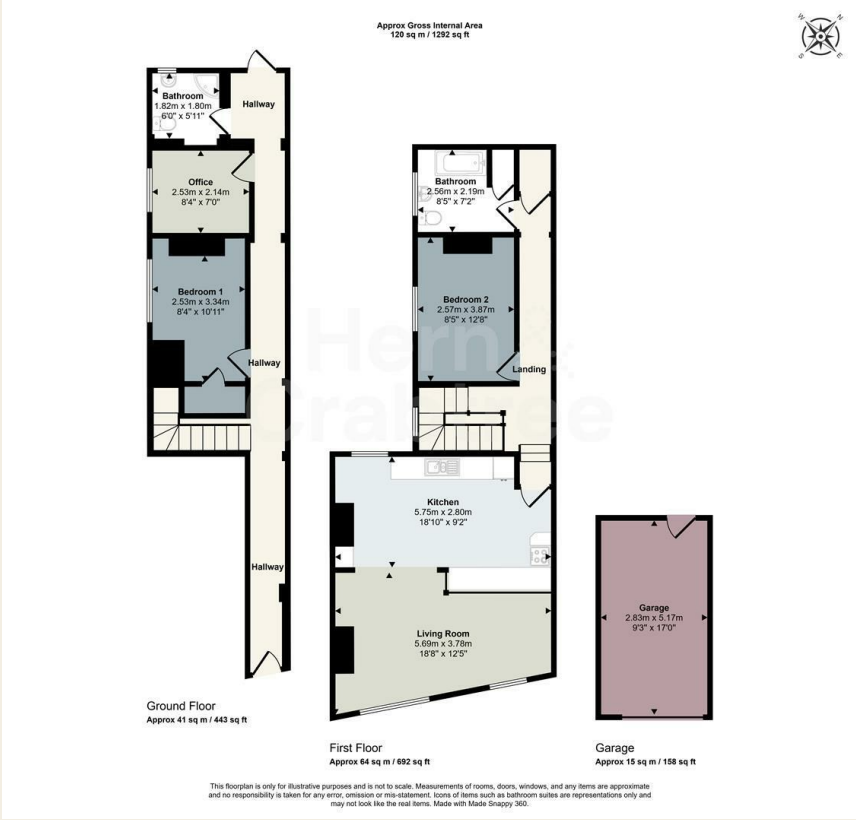 Approx Gross Internal Area
120 sq m / 1292 sq ft
N
W
E
S
Bathroom
1.82m x 1.80m
6'0" x 5'11"
Hallway
Office
2.53m x 2.14m
8'4" x 7'0"
Bedroom 1
2.53m x 3.34m
8'4" x 10'11"
Hallway
Hallway
Ground Floor
Approx 41 sq m / 443 sq ft
Bathroom
2.56m x 2.19m
8'5" x 7'2"
Bedroom 2
2.57m x 3.87m
8'5" x 12'8"
Landing
Hern
Crabtree
Kitchen
5.75m x 2.80m
18'10" x 9'2"
Living Room
5.69m x 3.78m
18'8" x 12'5"
First Floor
Approx 64 sq m / 692 sq ft
Garage
2.83m x 5.17m
9'3" x 17'0"
Garage
Approx 15 sq m / 158 sq ft
This floorplan is only for illustrative purposes and is not to scale. Measurements of rooms, doors, windows, and any items are approximate
and no responsibility is taken for any error, omission or mis-statement. Icons of items such as bathroom suites are representations only and
may not look like the real items. Made with Made Snappy 360.